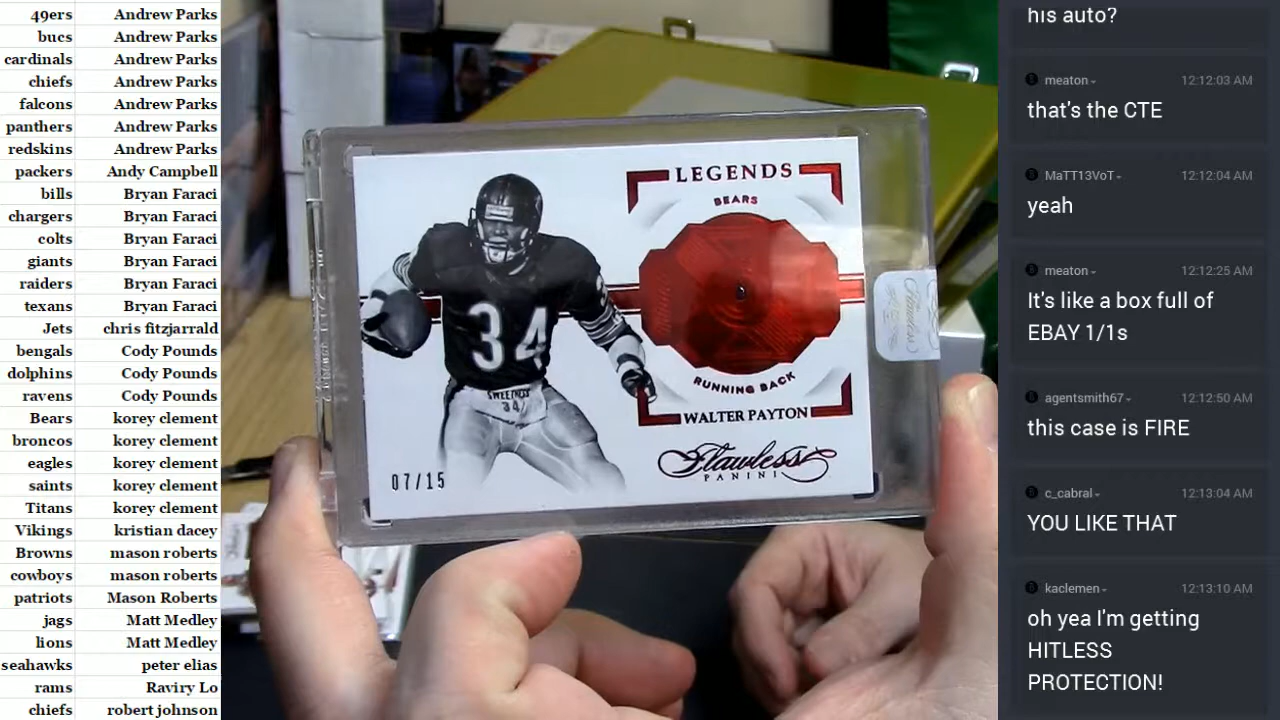 49ers Andrew Parks
bucs Andrew Parks
cardinals Andrew Parks
chiefs Andrew Parks
falcons Andrew Parks
panthers Andrew Parks
redskins Andrew Parks
packers Andy Campbell
bills Bryan Faraci
chargers Bryan Faraci
colts Bryan Faraci
giants Bryan Faraci
raiders Bryan Faraci
texans Bryan Faraci
Jets chris fitzjarrald
bengals Cody Pounds
dolphins Cody Pounds
ravens Cody Pounds
Bears korey clement
broncos korey clement
eagles korey clement
saints korey clement
Titans korey clement
Vikings kristian dacey
Browns mason roberts
cowboys mason roberts
patriots Mason Roberts
jags Matt Medley
lions Matt Medley
seahawks peter elias
rams Raviry Lo
chiefs robert johnson
LEGENDS
BEARS
RUNNING BACK
WALTER PAYTON
Flawless
PANINI
34
SWEETNESS
34
07/15
Flawless
his auto?
meaton 12:12:03 AM
that's the CTE
MaTT13VoT 12:12:04 AM
yeah
meaton 12:12:25 AM
It's like a box full of
EBAY 1/1s
agentsmith67 12:12:50 AM
this case is FIRE
c_cabral 12:13:04 AM
YOU LIKE THAT
kaclemen 12:13:10 AM
oh yea I'm getting
HITLESS
PROTECTION!